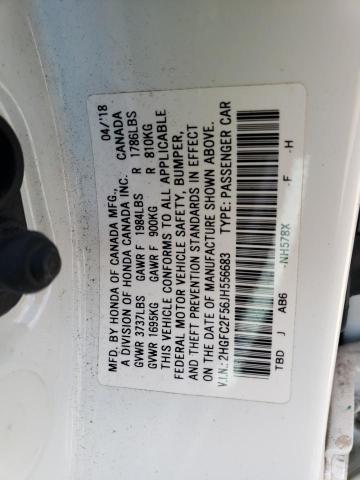 MFD. BY HONDA OF CANADA MFG., 04/'18
A DIVISION OF HONDA CANADA INC. CANADA
GVWR 3737LBS GAWR F 1984LBS R 1786LBS
GVWR 1695KG GAWR F 900KG R 810KG
THIS VEHICLE CONFORMS TO ALL APPLICABLE
FEDERAL MOTOR VEHICLE SAFETY, BUMPER,
AND THEFT PREVENTION STANDARDS IN EFFECT
ON THE DATE OF MANUFACTURE SHOWN ABOVE.
V.I.N.: 2HGFC2F56JH556683 TYPE: PASSENGER CAR
TBD J AB6 -NH578X -F -H